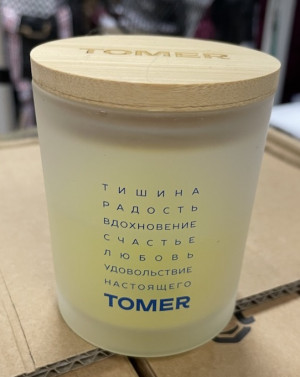 TOMER
ТИШИНА
РАДОСТЬ
ВДОХНОВЕНИЕ
СЧАСТЬЕ
ЛЮБОВЬ
УДОВОЛЬСТВИЕ
НАСТОЯЩЕГО
TOMER